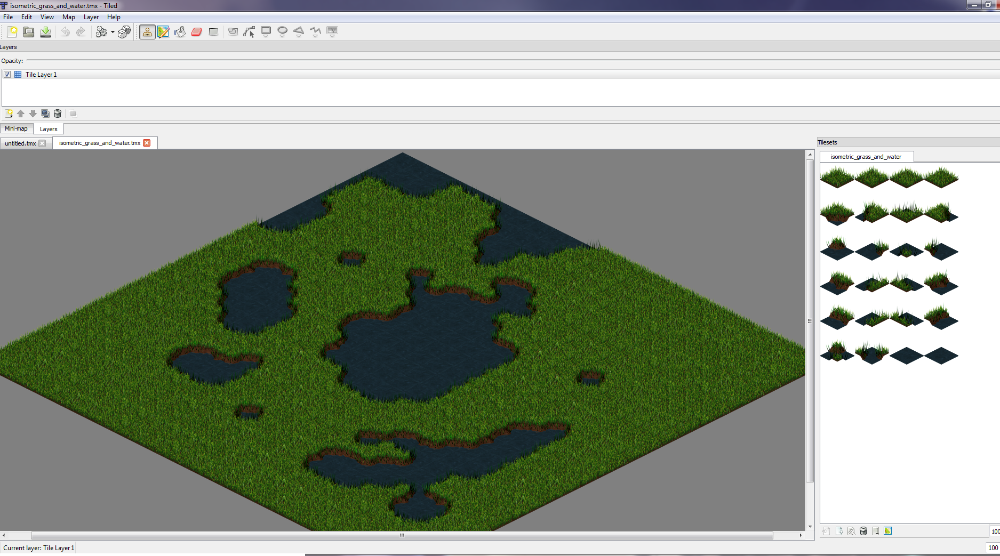 isometric_grass_and_water.tmx - Tiled
File Edit View Map Layer Help
Layers
Opacity:
Tile Layer 1
Mini-map Layers
untitled.tmx isometric_grass_and_water.tmx
Tilesets
isometric_grass_and_water
100
Current layer: Tile Layer 1
100